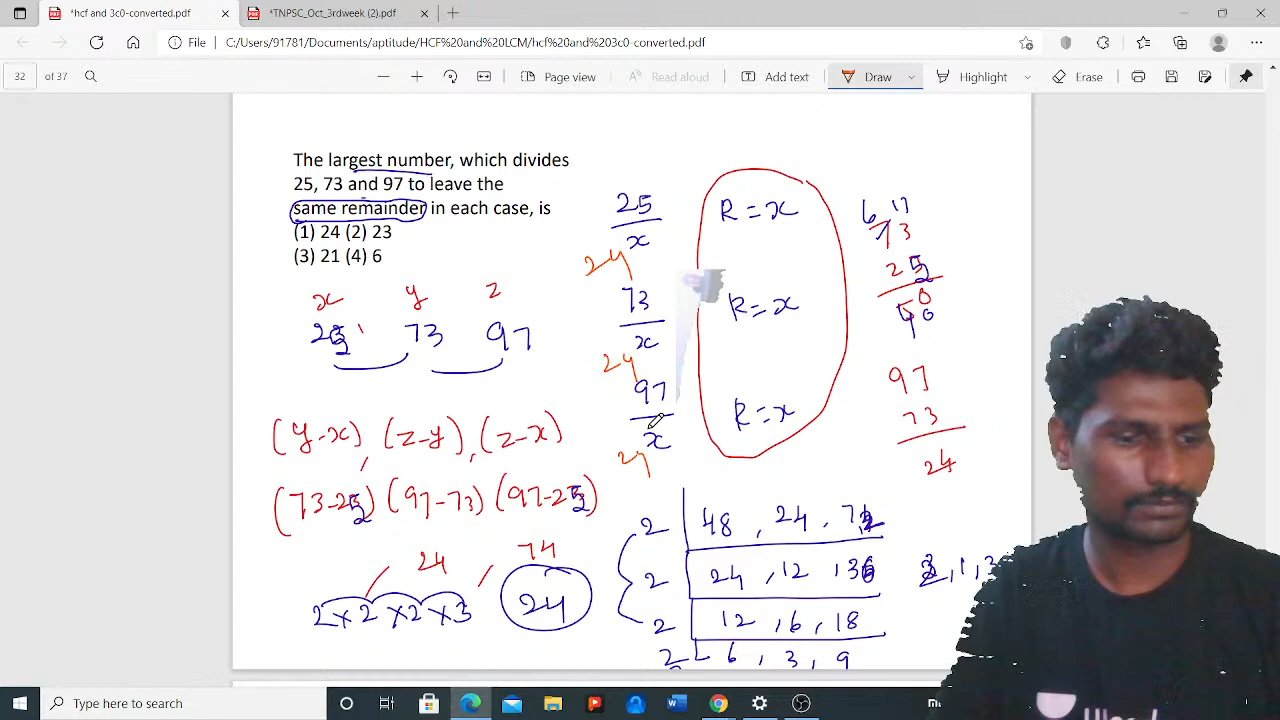 *hcf and 3c0-converted.pdf
*TNPSC_Oct_3rdweek (2).pdf
File
C:/Users/91781/Documents/aptitude/HCF%20and%20LCM/hcf%20and%203c0-converted.pdf
32 of 37
Page view
Read aloud
Add text
Draw
Highlight
Erase
The largest number, which divides
25, 73 and 97 to leave the
same remainder in each case, is
(1) 24 (2) 23
(3) 21 (4) 6
x y z
25 73 97
(y-x), (z-y), (z-x)
(73-25) (97-73) (97-25)
24 74
2×2×2×3
24
25
x
24
73
x
24
97
x
24
R=x
R=x
R=x
6 17
73
25
97
73
24
2 48, 24, 72
2 24, 12, 36
2 12, 6, 18
2 6, 3, 9
Type here to search